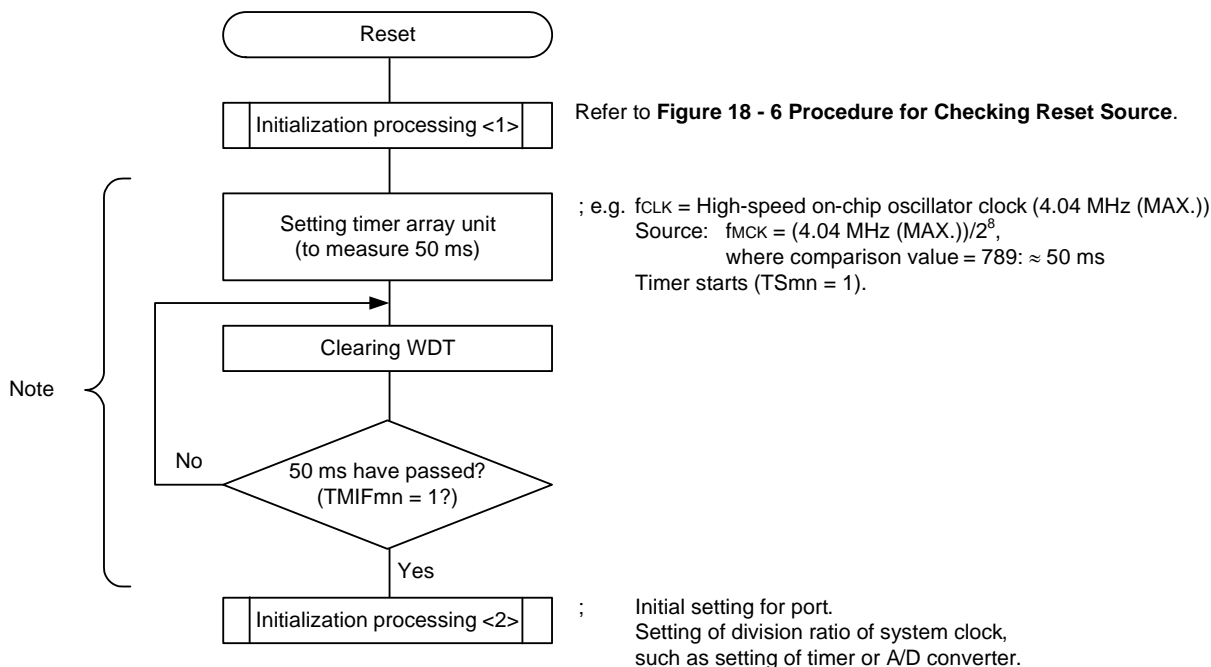 Reset
Initialization processing <1>
Refer to Figure 18 - 6 Procedure for Checking Reset Source.
Setting timer array unit
(to measure 50 ms)
; e.g. fCLK = High-speed on-chip oscillator clock (4.04 MHz (MAX.))
Source: fMCK = (4.04 MHz (MAX.))/2⁸,
where comparison value = 789: ≈ 50 ms
Timer starts (TSmn = 1).
Clearing WDT
Note
No
50 ms have passed?
(TMIFmn = 1?)
Yes
Initialization processing <2>
; Initial setting for port.
Setting of division ratio of system clock,
such as setting of timer or A/D converter.